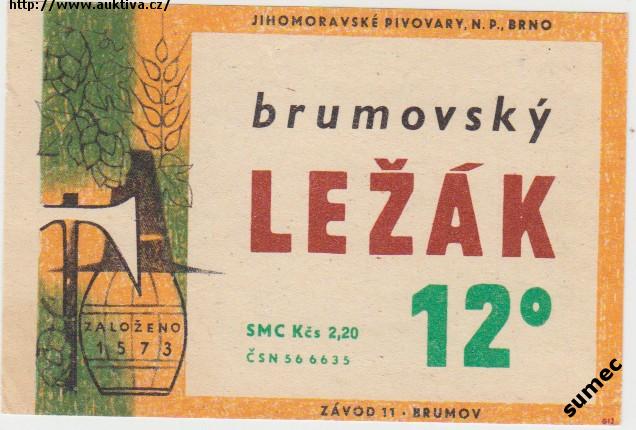 http://www.auktiva.cz/
JIHOMORAVSKÉ PIVOVARY, N. P., BRNO
brumovský
LEŽÁK
12°
ZALOŽENO
1573
SMC Kčs 2,20
ČSN 56 6635
ZÁVOD 11 · BRUMOV
sumec